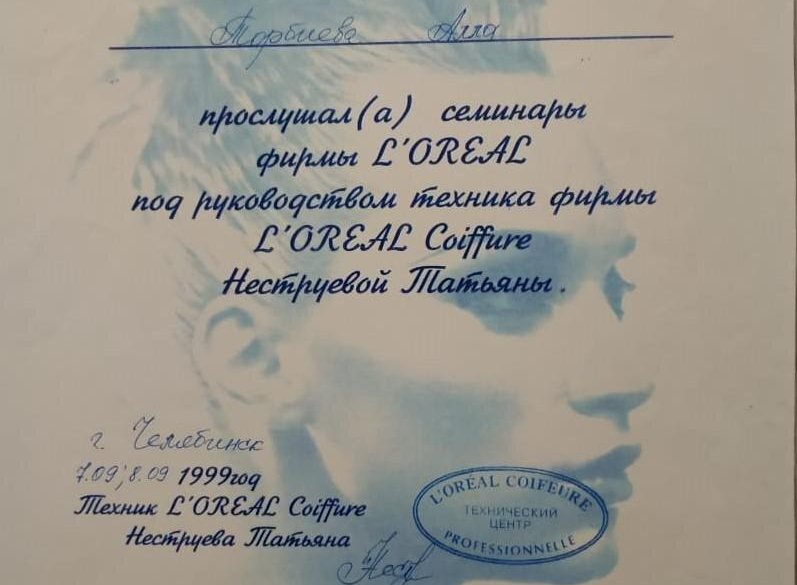 Торбиева Алла
прослушал(а) семинары
фирмы L'OREAL
под руководством техника фирмы
L'OREAL Coiffure
Неструевой Татьяны.
г. Челябинск
7.09; 8.09 1999год
Техник L'OREAL Coiffure
Неструева Татьяна
L'ORÉAL COIFFURE
ТЕХНИЧЕСКИЙ
ЦЕНТР
PROFESSIONNELLE